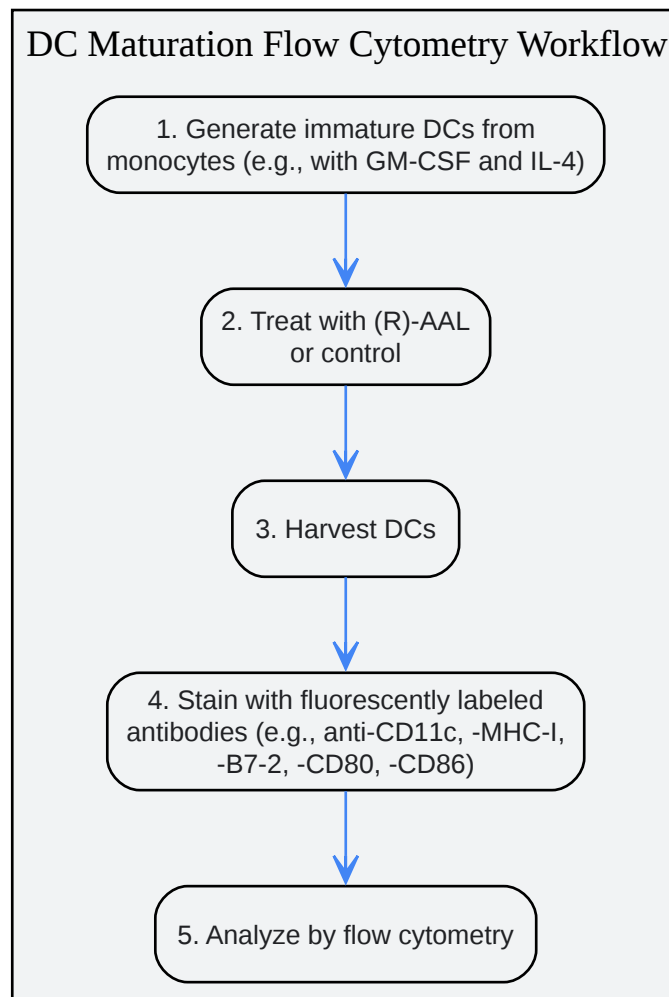 DC Maturation Flow Cytometry Workflow
1. Generate immature DCs from
monocytes (e.g., with GM-CSF and IL-4)
2. Treat with (R)-AAL
or control
3. Harvest DCs
4. Stain with fluorescently labeled
antibodies (e.g., anti-CD11c, -MHC-I,
-B7-2, -CD80, -CD86)
5. Analyze by flow cytometry